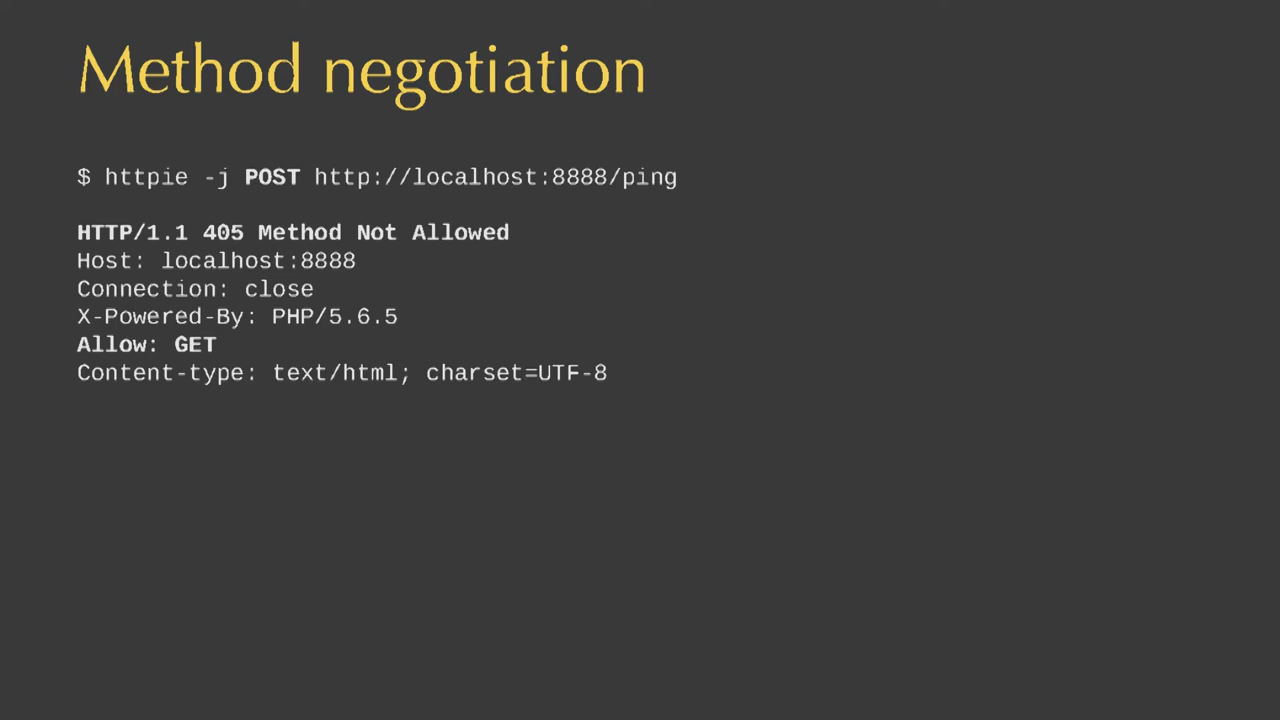 Method negotiation
$ httpie -j POST http://localhost:8888/ping
HTTP/1.1 405 Method Not Allowed
Host: localhost:8888
Connection: close
X-Powered-By: PHP/5.6.5
Allow: GET
Content-type: text/html; charset=UTF-8